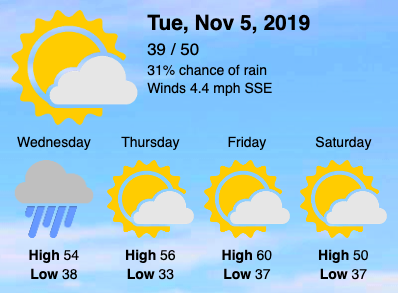 Tue, Nov 5, 2019
39 / 50
31% chance of rain
Winds 4.4 mph SSE
Wednesday
Thursday
Friday
Saturday
High 54
High 56
High 60
High 50
Low 38
Low 33
Low 37
Low 37